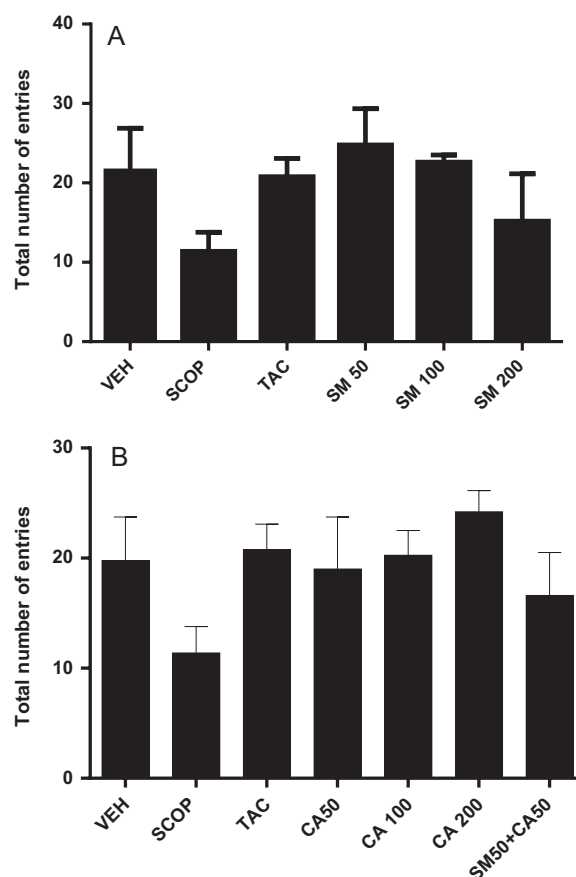 A
Total number of entries
40
30
20
10
0
VEH
SCOP
TAC
SM 50
SM 100
SM 200
B
Total number of entries
30
20
10
0
VEH
SCOP
TAC
CA50
CA 100
CA 200
SM50+CA50